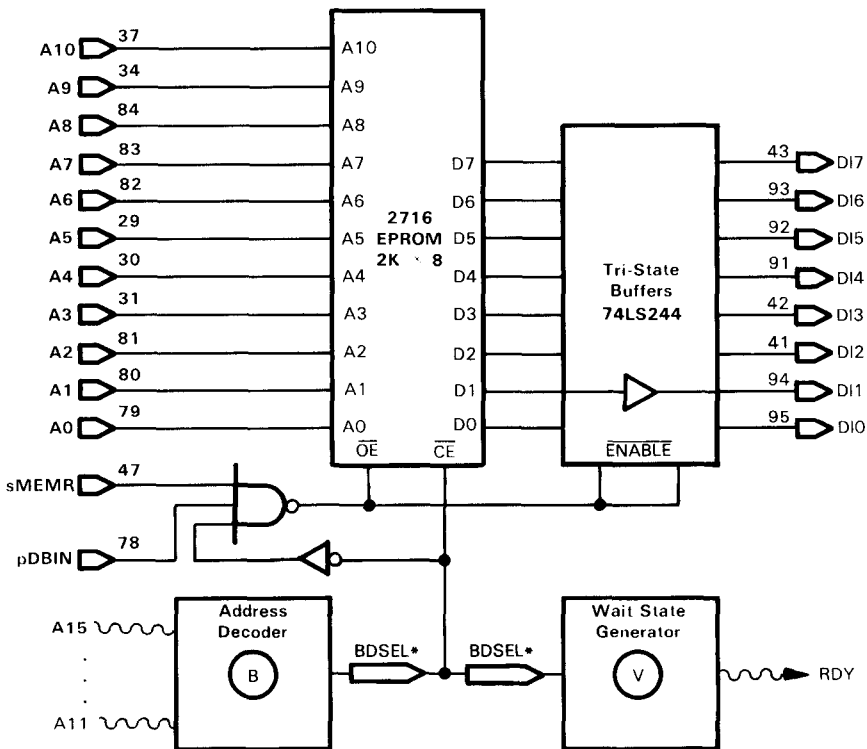 A10 37 A10
A9 34 A9
A8 84 A8
A7 83 A7 D7 43 DI7
A6 82 A6 D6 93 DI6
2716
A5 29 A5 EPROM D5 92 DI5
A4 30 A4 2K × 8 D4 91 DI4
Tri-State
Buffers
74LS244
A3 31 A3 D3 42 DI3
A2 81 A2 D2 41 DI2
A1 80 A1 D1 94 DI1
A0 79 A0 D0 95 DI0
OE CE ENABLE
sMEMR 47
pDBIN 78
A15 Address
Decoder
B
BDSEL* BDSEL*
Wait State
Generator
V
RDY
.
.
.
A11